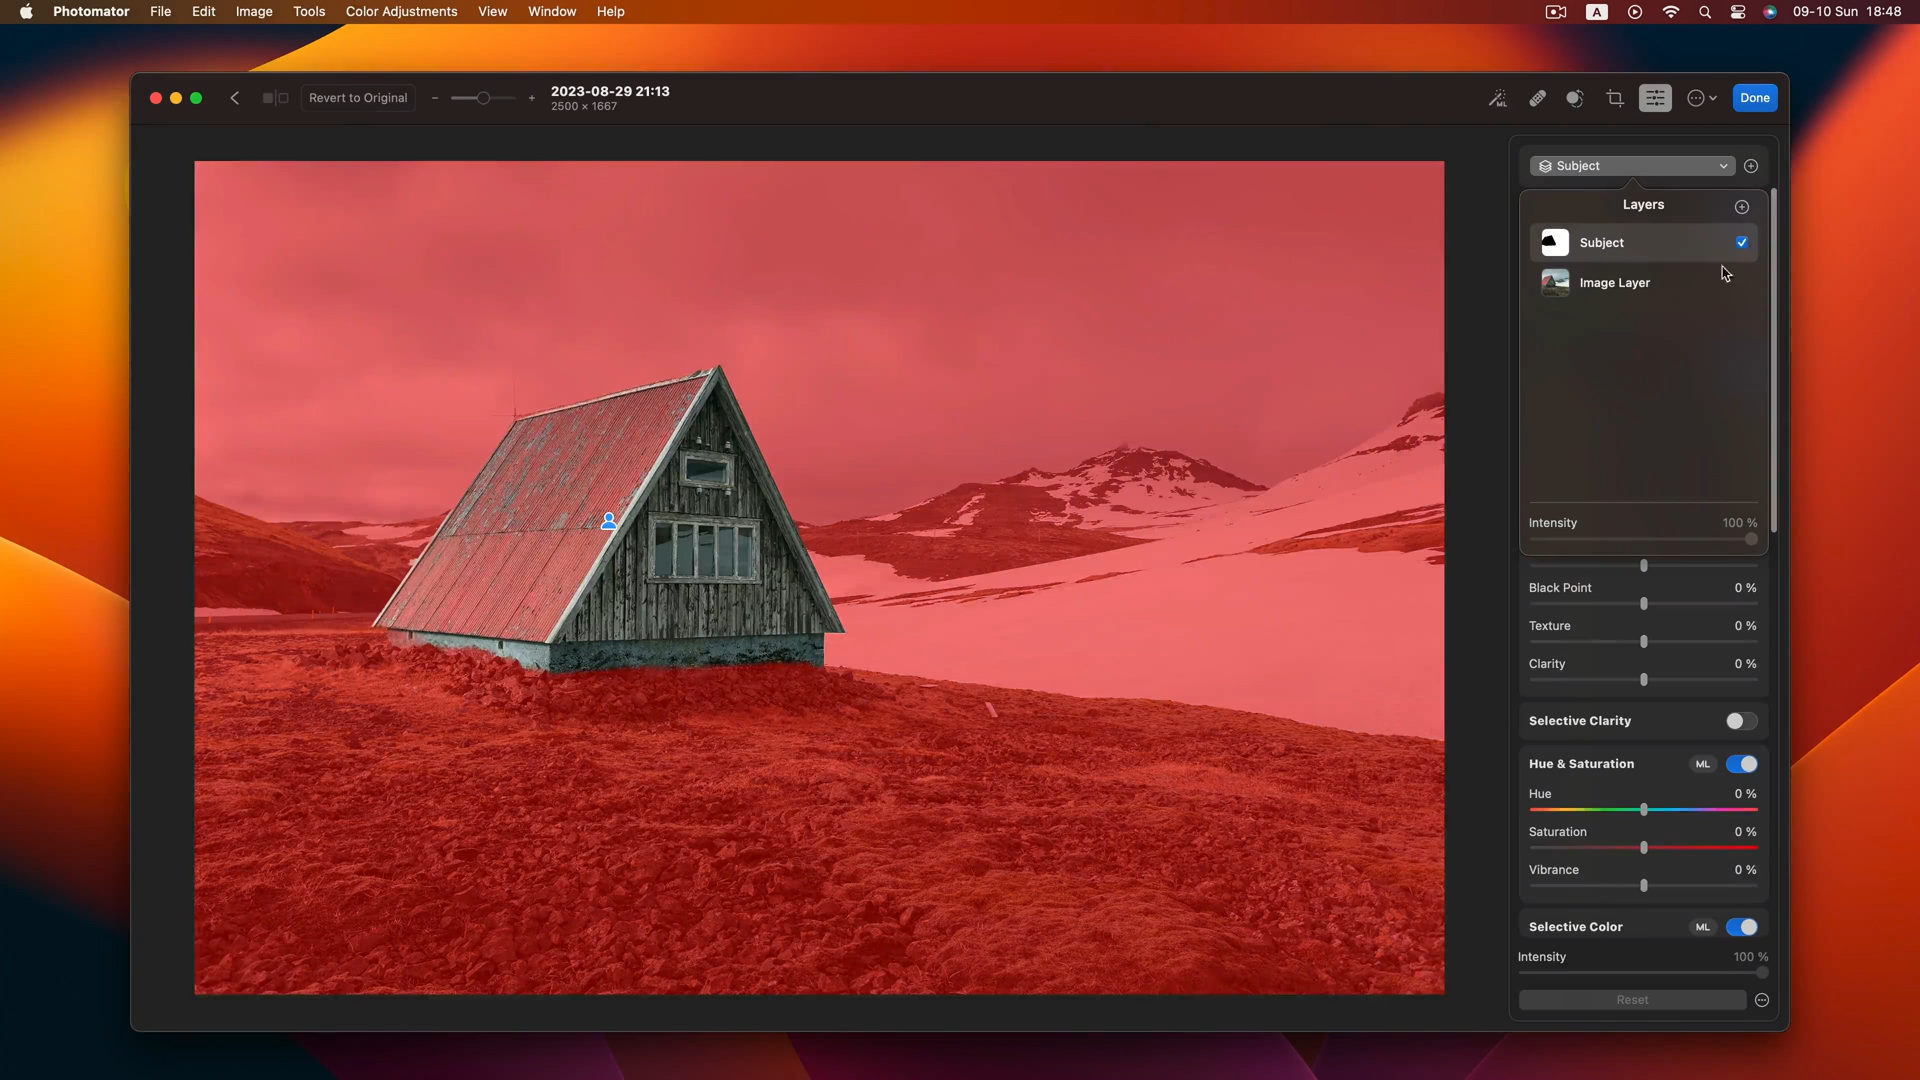 Photomator File Edit Image Tools Color Adjustments View Window Help A 09-10 Sun 18:48
Revert to Original − + 2023-08-29 21:13 ML Done
2500 × 1667
Subject
Layers
Subject
Image Layer
Intensity 100 %
Black Point 0 %
Texture 0 %
Clarity 0 %
Selective Clarity
Hue & Saturation ML
Hue 0 %
Saturation 0 %
Vibrance 0 %
Selective Color ML
Intensity 100 %
Reset